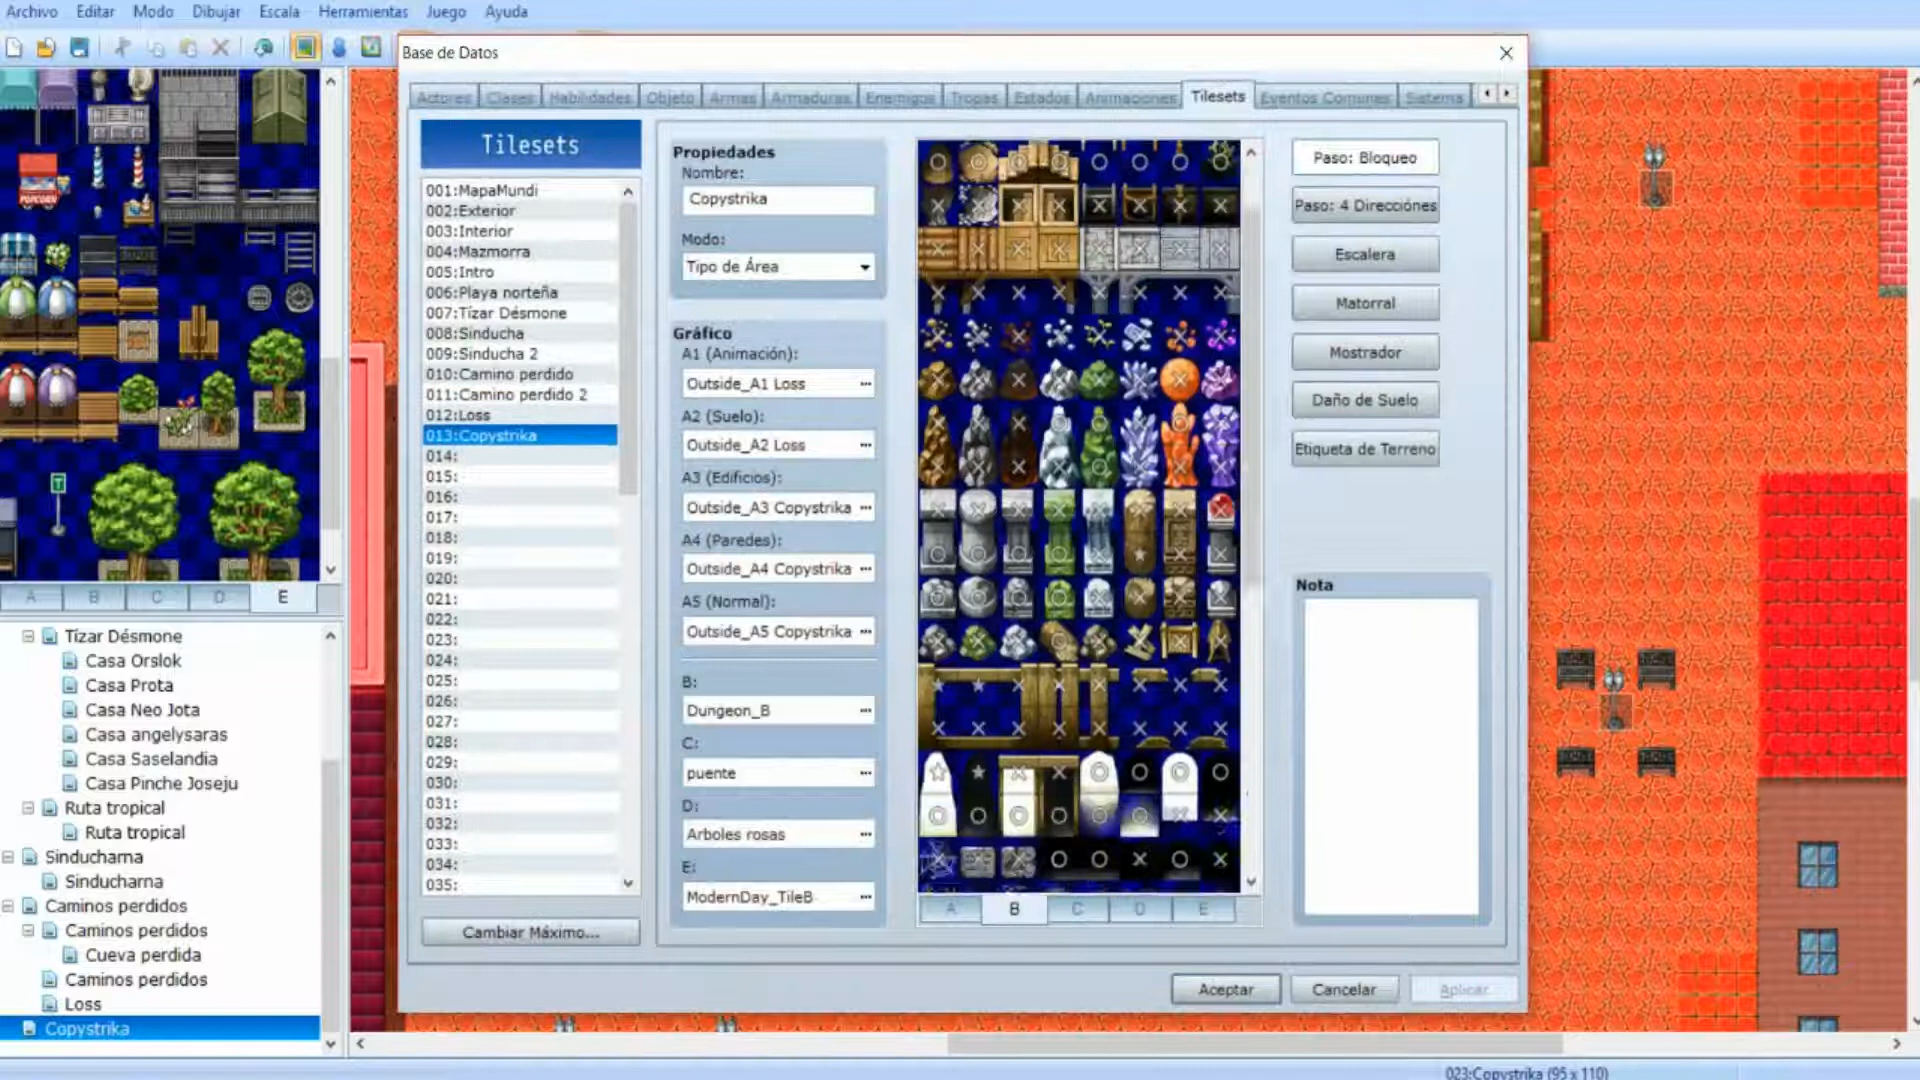 Archivo Editar Modo Dibujar Escala Herramientas Juego Ayuda
Base de Datos
Actores Clases Habilidades Objeto Armas Armaduras Enemigos Tropas Estados Animaciones Tilesets Eventos Comunes Sistema
Tilesets
001:MapaMundi
002:Exterior
003:Interior
004:Mazmorra
005:Intro
006:Playa norteña
007:Tízar Désmone
008:Sinducha
009:Sinducha 2
010:Camino perdido
011:Camino perdido 2
012:Loss
013:Copystrika
014:
015:
016:
017:
018:
019:
020:
021:
022:
023:
024:
025:
026:
027:
028:
029:
030:
031:
032:
033:
034:
035:
Cambiar Máximo...
Propiedades
Nombre:
Copystrika
Modo:
Tipo de Área
Gráfico
A1 (Animación):
Outside_A1 Loss
A2 (Suelo):
Outside_A2 Loss
A3 (Edificios):
Outside_A3 Copystrika
A4 (Paredes):
Outside_A4 Copystrika
A5 (Normal):
Outside_A5 Copystrika
B:
Dungeon_B
C:
puente
D:
Arboles rosas
E:
ModernDay_TileB
A B C D E
Paso: Bloqueo
Paso: 4 Direcciónes
Escalera
Matorral
Mostrador
Daño de Suelo
Etiqueta de Terreno
Nota
Aceptar Cancelar Aplicar
POPCORN
T
A B C D E
Tízar Désmone
Casa Orslok
Casa Prota
Casa Neo Jota
Casa angelysaras
Casa Saselandia
Casa Pinche Joseju
Ruta tropical
Ruta tropical
Sinducharna
Sinducharna
Caminos perdidos
Caminos perdidos
Cueva perdida
Caminos perdidos
Loss
Copystrika
023:Copystrika (95 x 110)